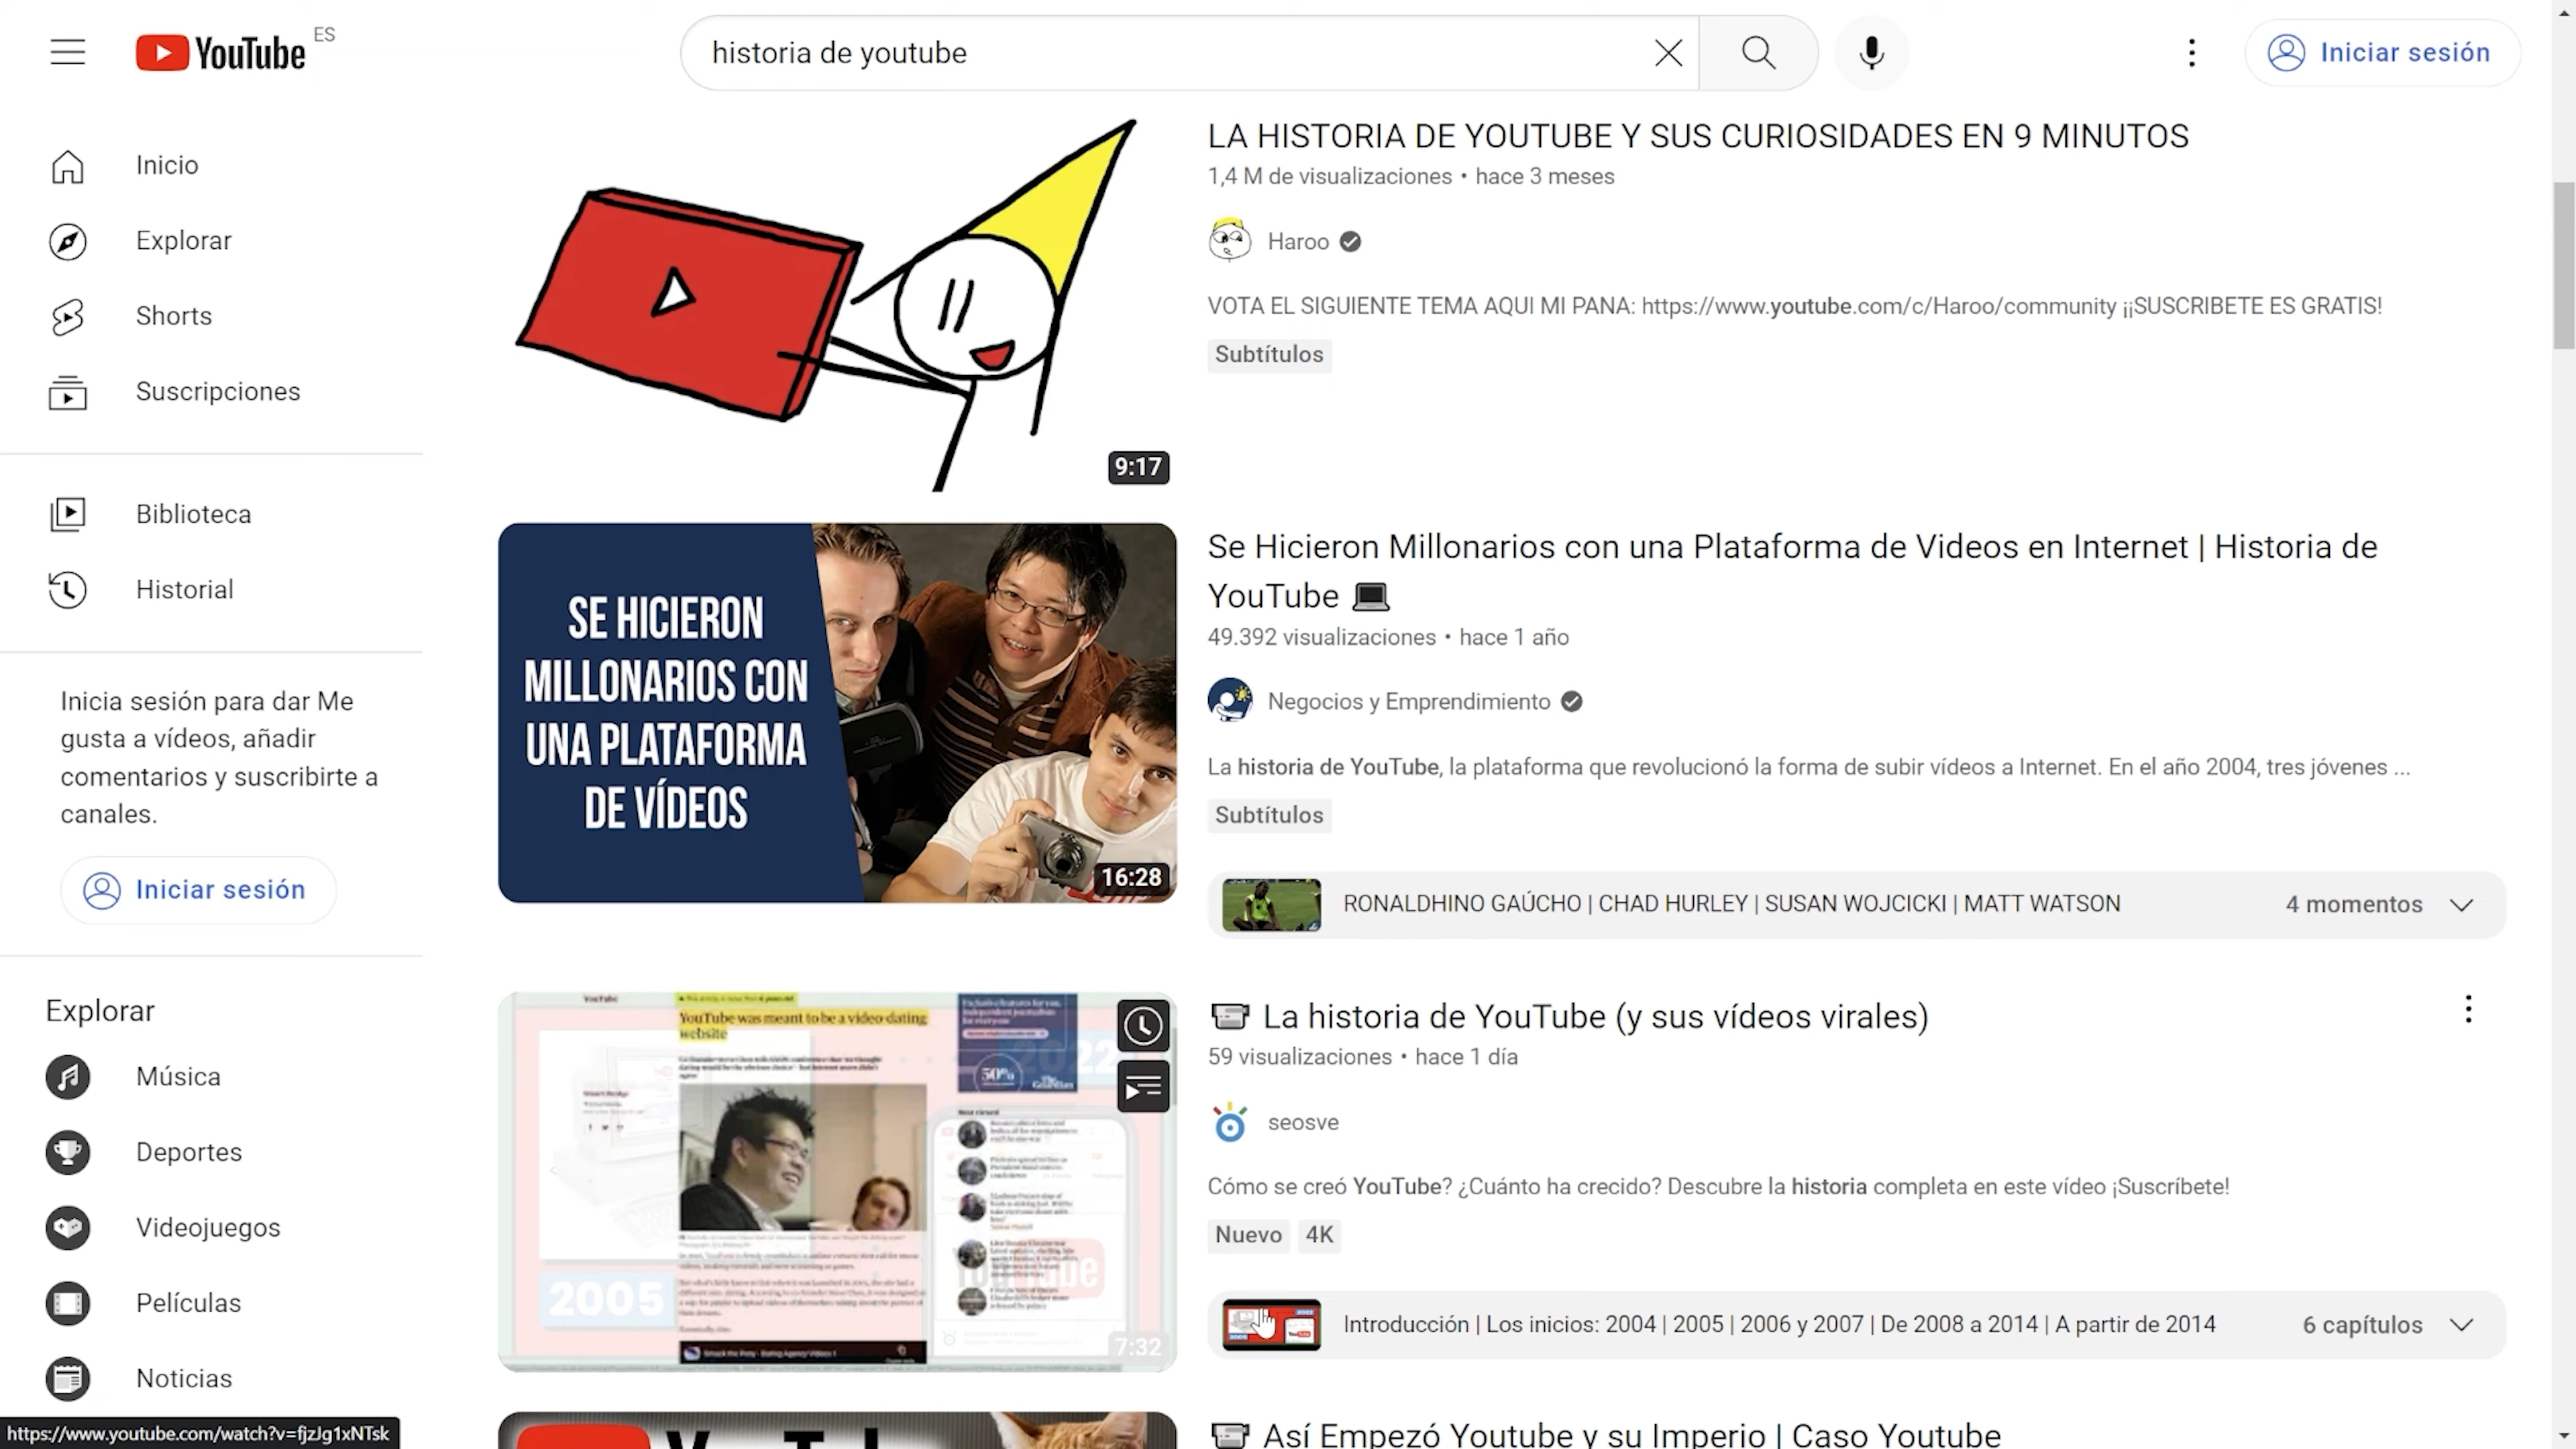 YouTube ES
historia de youtube
Iniciar sesión
Inicio
Explorar
Shorts
Suscripciones
Biblioteca
Historial
Inicia sesión para dar Me
gusta a vídeos, añadir
comentarios y suscribirte a
canales.
Iniciar sesión
Explorar
Música
Deportes
Videojuegos
Películas
Noticias
https://www.youtube.com/watch?v=fjzJg1xNTsk
9:17
LA HISTORIA DE YOUTUBE Y SUS CURIOSIDADES EN 9 MINUTOS
1,4 M de visualizaciones • hace 3 meses
Haroo
VOTA EL SIGUIENTE TEMA AQUI MI PANA: https://www.youtube.com/c/Haroo/community ¡¡SUSCRIBETE ES GRATIS!
Subtítulos
SE HICIERON
MILLONARIOS CON
UNA PLATAFORMA
DE VÍDEOS
16:28
Se Hicieron Millonarios con una Plataforma de Videos en Internet | Historia de
YouTube
49.392 visualizaciones • hace 1 año
Negocios y Emprendimiento
La historia de YouTube, la plataforma que revolucionó la forma de subir vídeos a Internet. En el año 2004, tres jóvenes ...
Subtítulos
RONALDHINO GAÚCHO | CHAD HURLEY | SUSAN WOJCICKI | MATT WATSON
4 momentos
YouTube was meant to be a video-dating
website
2022
50%
The Guardian
2005
YouTube
7:32
La historia de YouTube (y sus vídeos virales)
59 visualizaciones • hace 1 día
seosve
Cómo se creó YouTube? ¿Cuánto ha crecido? Descubre la historia completa en este vídeo ¡Suscríbete!
Nuevo 4K
Introducción | Los inicios: 2004 | 2005 | 2006 y 2007 | De 2008 a 2014 | A partir de 2014
6 capítulos
Así Empezó Youtube y su Imperio | Caso Youtube